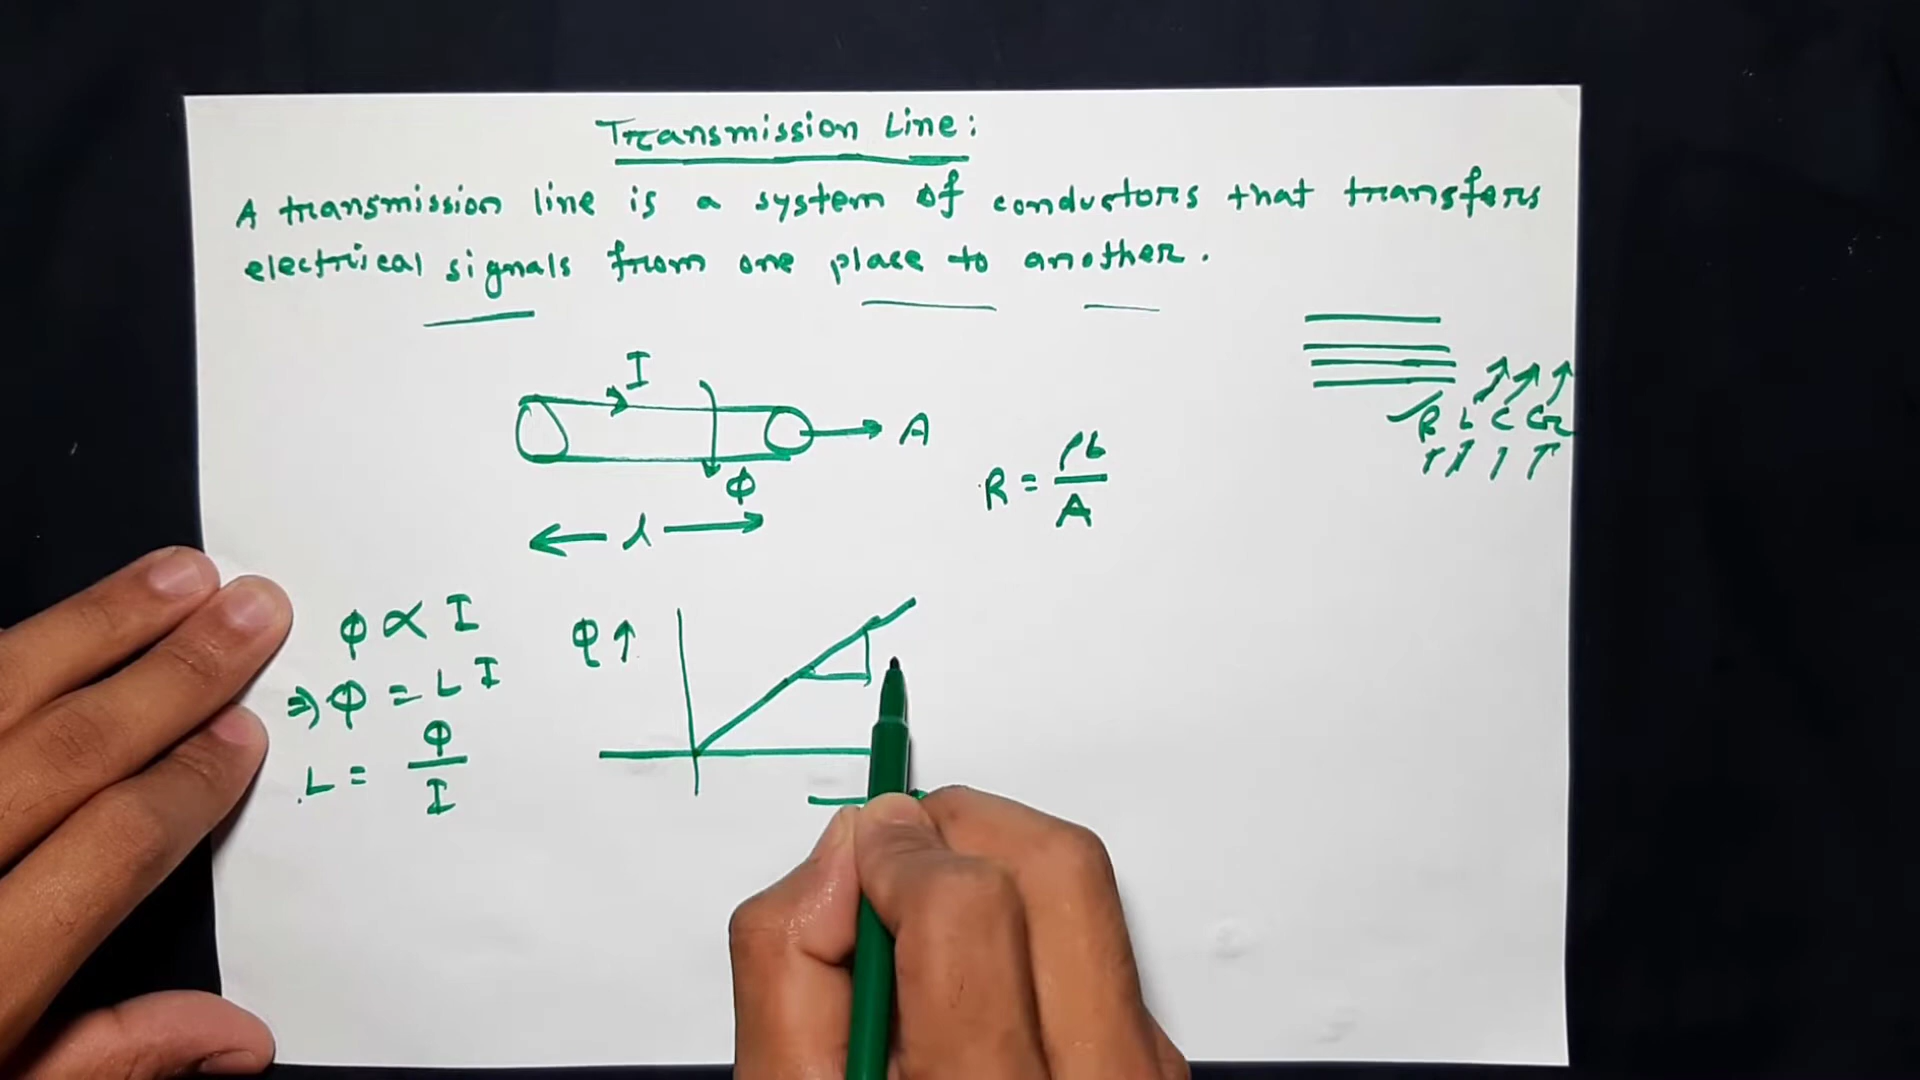 Transmission Line:
A transmission line is a system of conductors that transfers
electrical signals from one place to another.
I
A
ϕ
l
R = ρL/A
R L C G
ϕ ∝ I
⇒ ϕ = L I
L = ϕ/I
ϕ ↑